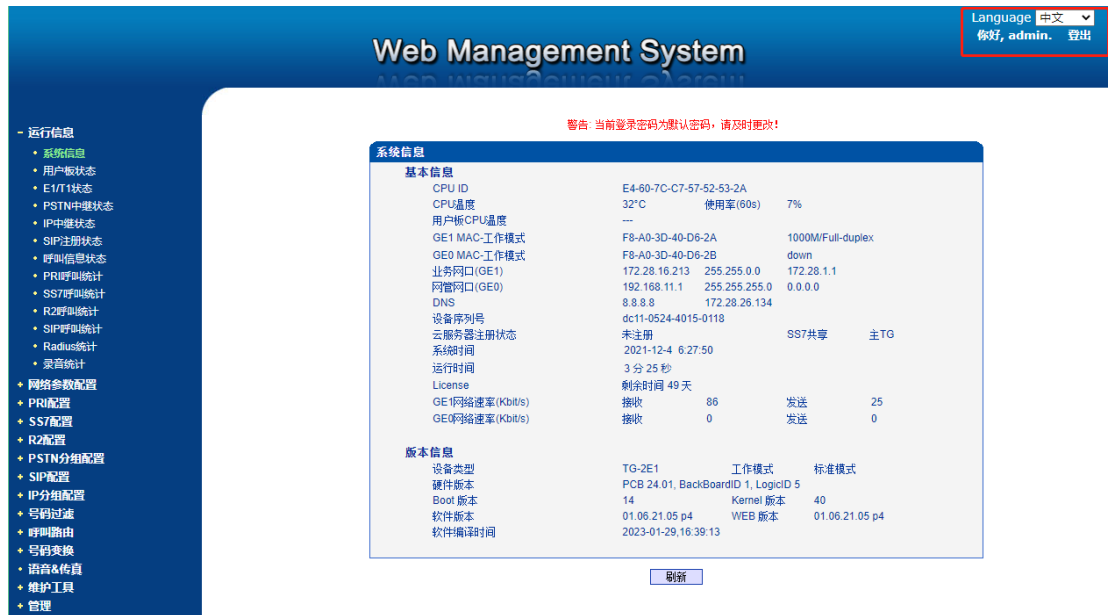 Language 中文
你好, admin. 登出
Web Management System
警告: 当前登录密码为默认密码，请及时更改!
− 运行信息
系统信息
用户板状态
E1/T1状态
PSTN中继状态
IP中继状态
SIP注册状态
呼叫信息状态
PRI呼叫统计
SS7呼叫统计
R2呼叫统计
SIP呼叫统计
Radius统计
录音统计
+ 网络参数配置
+ PRI配置
+ SS7配置
+ R2配置
+ PSTN分组配置
+ SIP配置
+ IP分组配置
+ 号码过滤
+ 呼叫路由
+ 号码变换
语音&传真
+ 维护工具
+ 管理
系统信息
基本信息
CPU ID E4-60-7C-C7-57-52-53-2A
CPU温度 32°C 使用率(60s) 7%
用户板CPU温度 ---
GE1 MAC-工作模式 F8-A0-3D-40-D6-2A 1000M/Full-duplex
GE0 MAC-工作模式 F8-A0-3D-40-D6-2B down
业务网口(GE1) 172.28.16.213 255.255.0.0 172.28.1.1
网管网口(GE0) 192.168.11.1 255.255.255.0 0.0.0.0
DNS 8.8.8.8 172.28.26.134
设备序列号 dc11-0524-4015-0118
云服务器注册状态 未注册 SS7共享 主TG
系统时间 2021-12-4 6:27:50
运行时间 3 分 25 秒
License 剩余时间 49 天
GE1网络速率(Kbit/s) 接收 86 发送 25
GE0网络速率(Kbit/s) 接收 0 发送 0
版本信息
设备类型 TG-2E1 工作模式 标准模式
硬件版本 PCB 24.01, BackBoardID 1, LogicID 5
Boot 版本 14 Kernel 版本 40
软件版本 01.06.21.05 p4 WEB 版本 01.06.21.05 p4
软件编译时间 2023-01-29,16:39:13
刷新